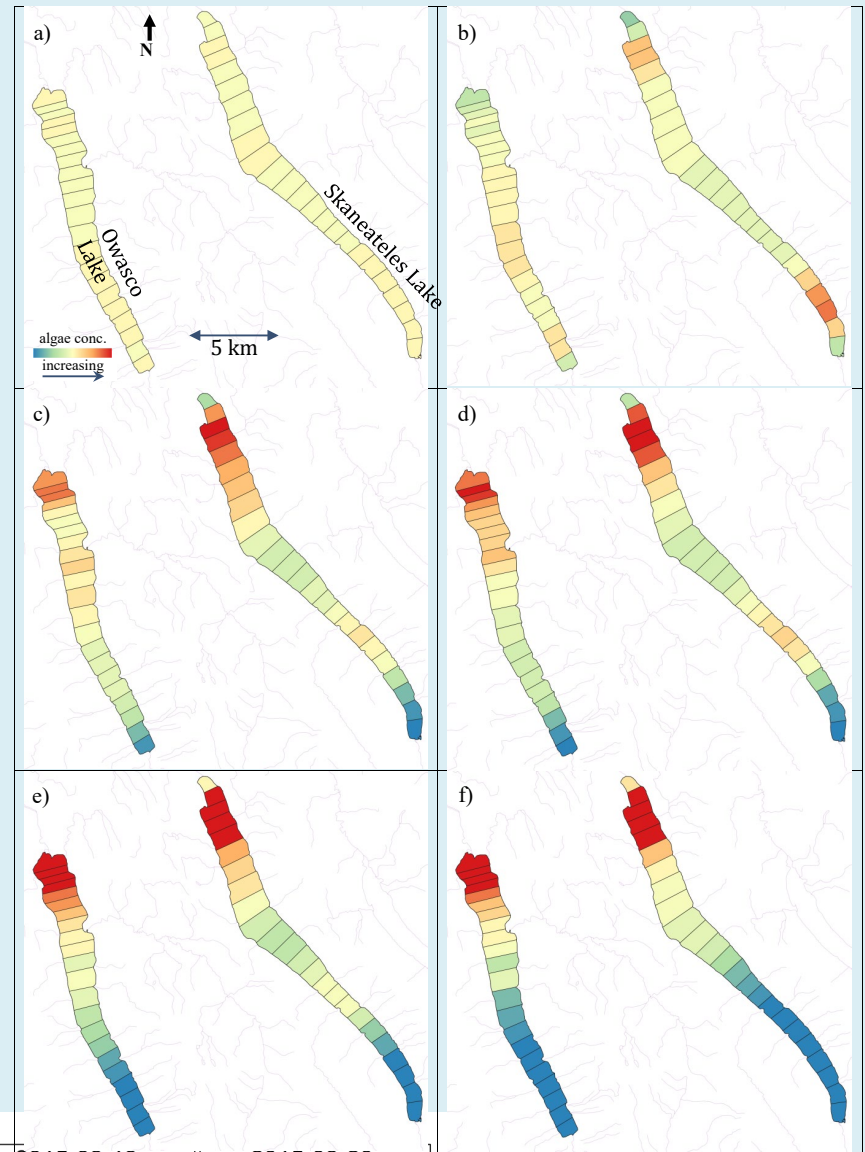 a)
N
b)
Skaneateles Lake
Owasco
Lake
algae conc.
increasing
5 km
c)
d)
e)
f)